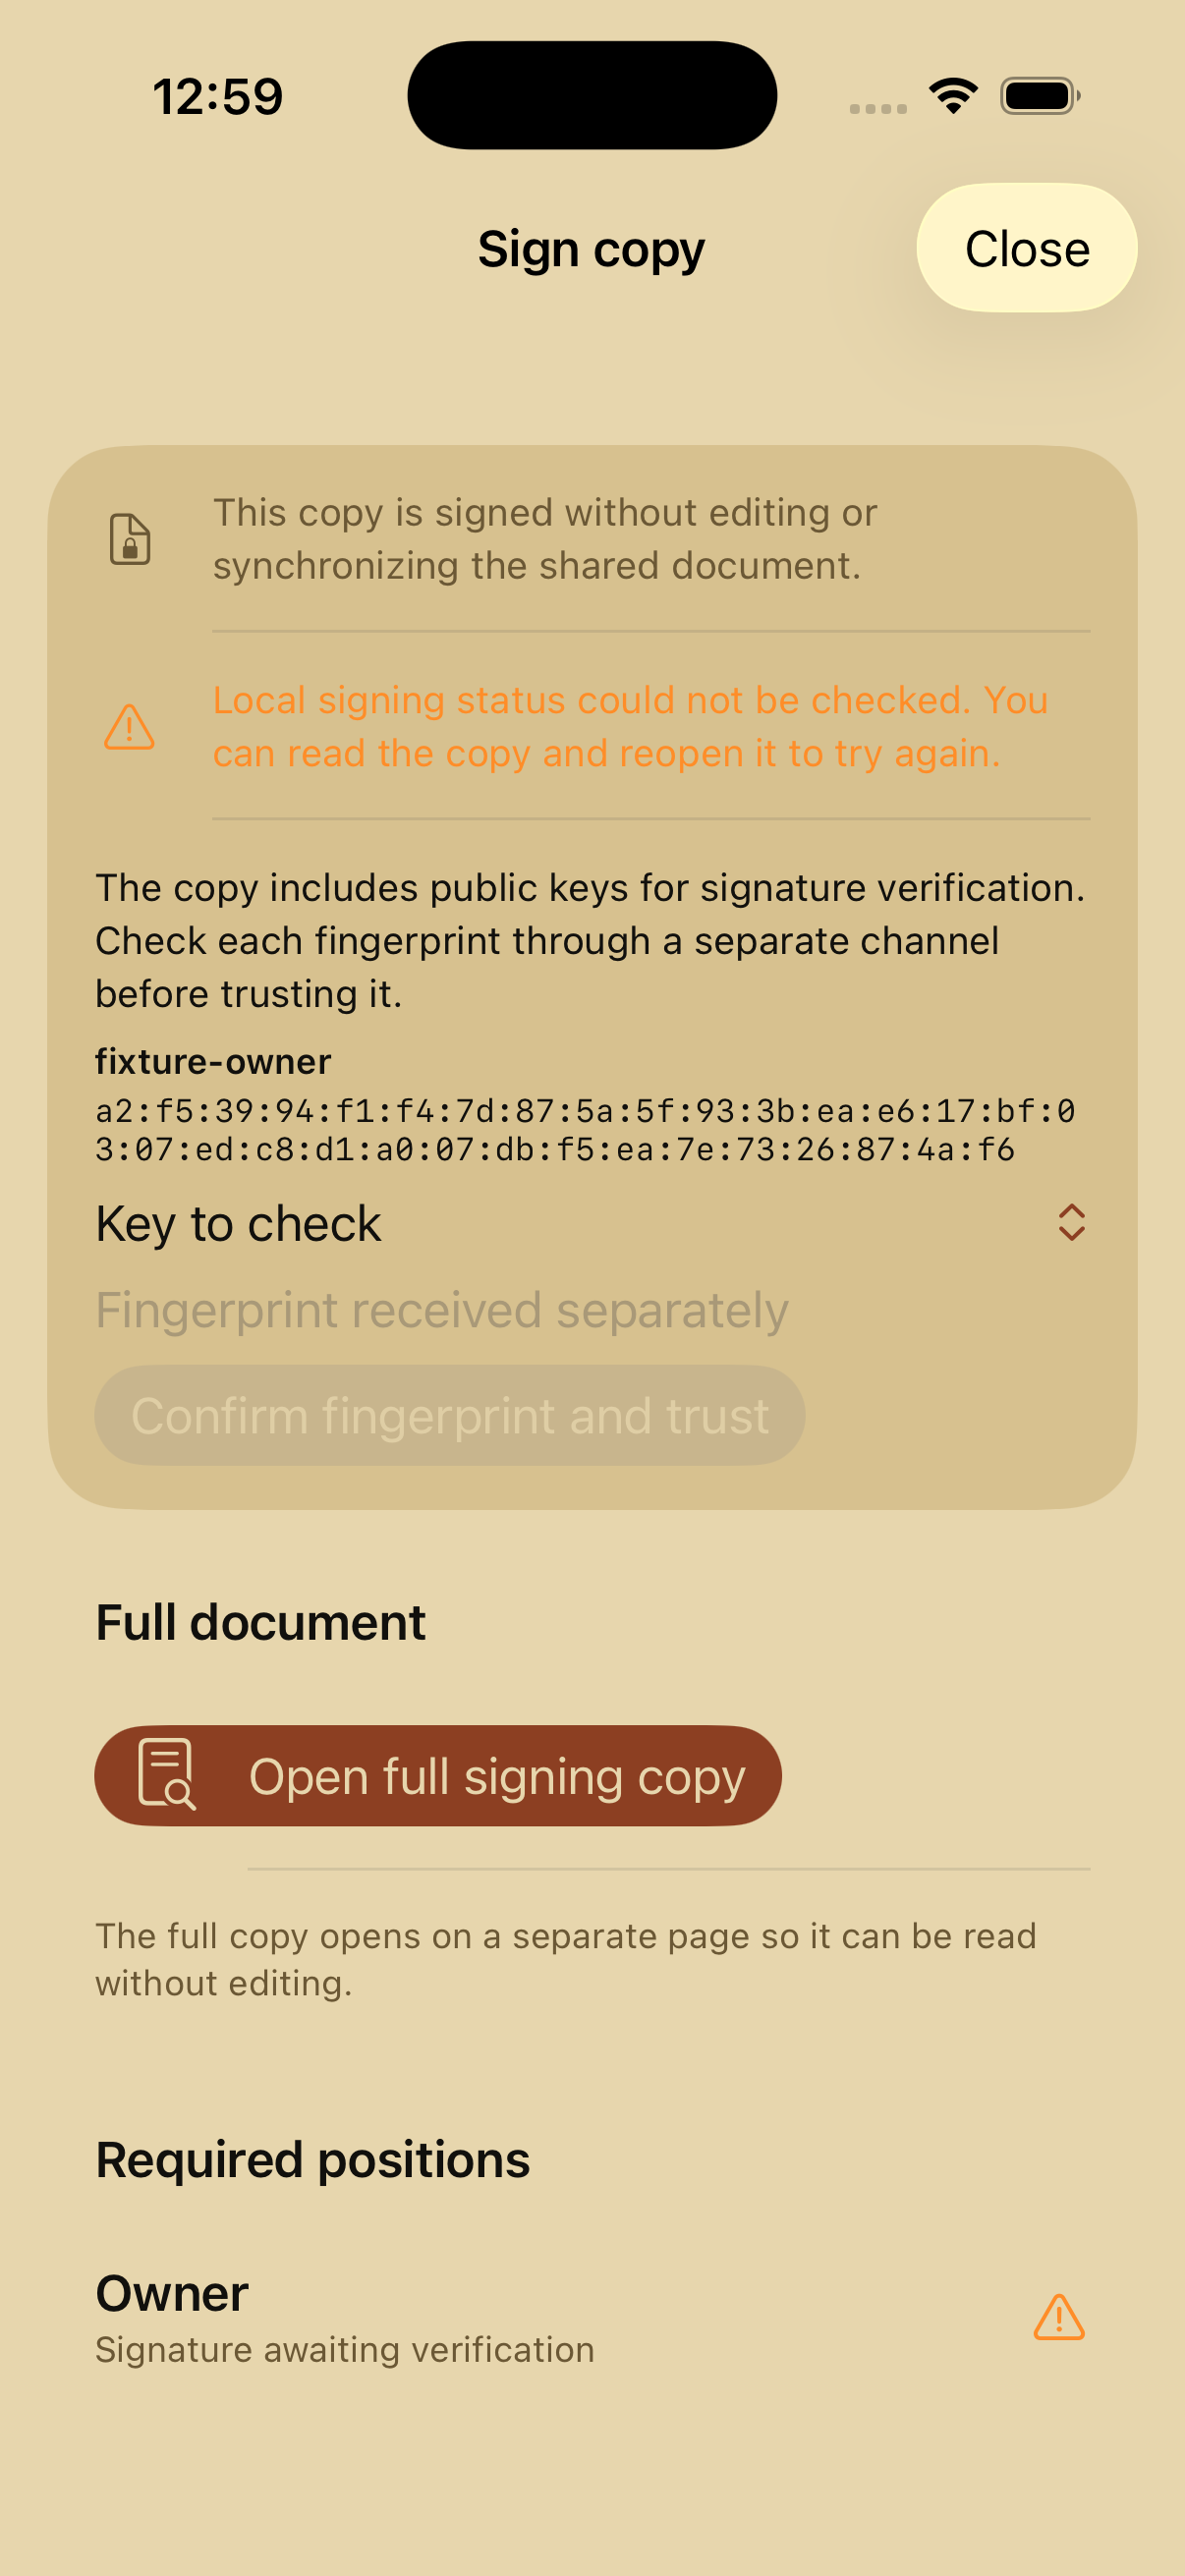 12:59
Sign copy
Close
This copy is signed without editing or
synchronizing the shared document.
Local signing status could not be checked. You
can read the copy and reopen it to try again.
The copy includes public keys for signature verification.
Check each fingerprint through a separate channel
before trusting it.
fixture-owner
a2:f5:39:94:f1:f4:7d:87:5a:5f:93:3b:ea:e6:17:bf:0
3:07:ed:c8:d1:a0:07:db:f5:ea:7e:73:26:87:4a:f6
Key to check
Fingerprint received separately
Confirm fingerprint and trust
Full document
Open full signing copy
The full copy opens on a separate page so it can be read
without editing.
Required positions
Owner
Signature awaiting verification